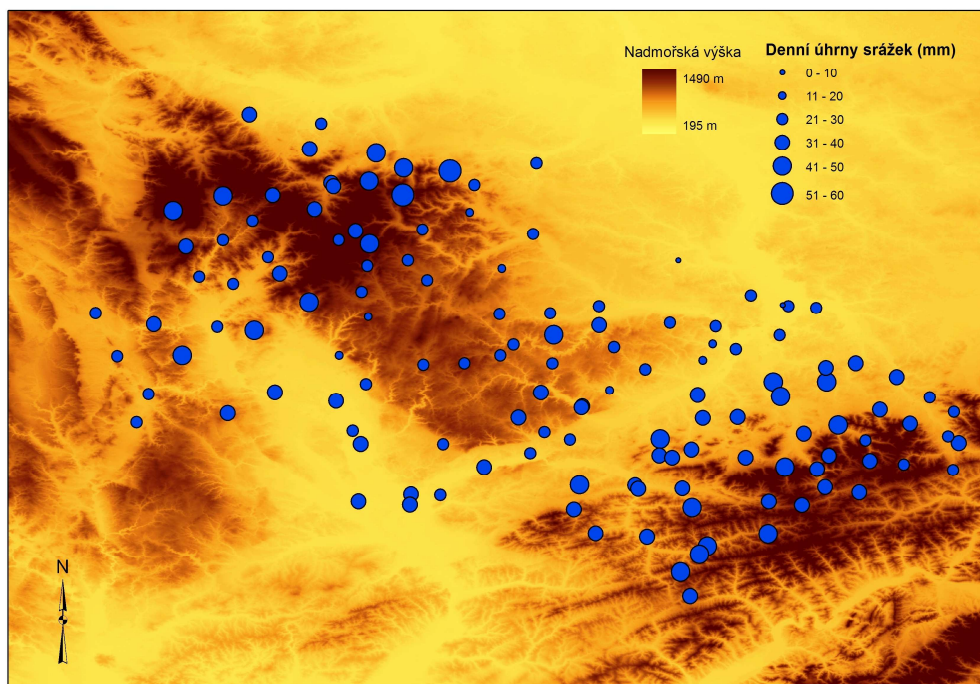 Nadmořská výška
1490 m
195 m
Denní úhrny srážek (mm)
0 - 10
11 - 20
21 - 30
31 - 40
41 - 50
51 - 60
N